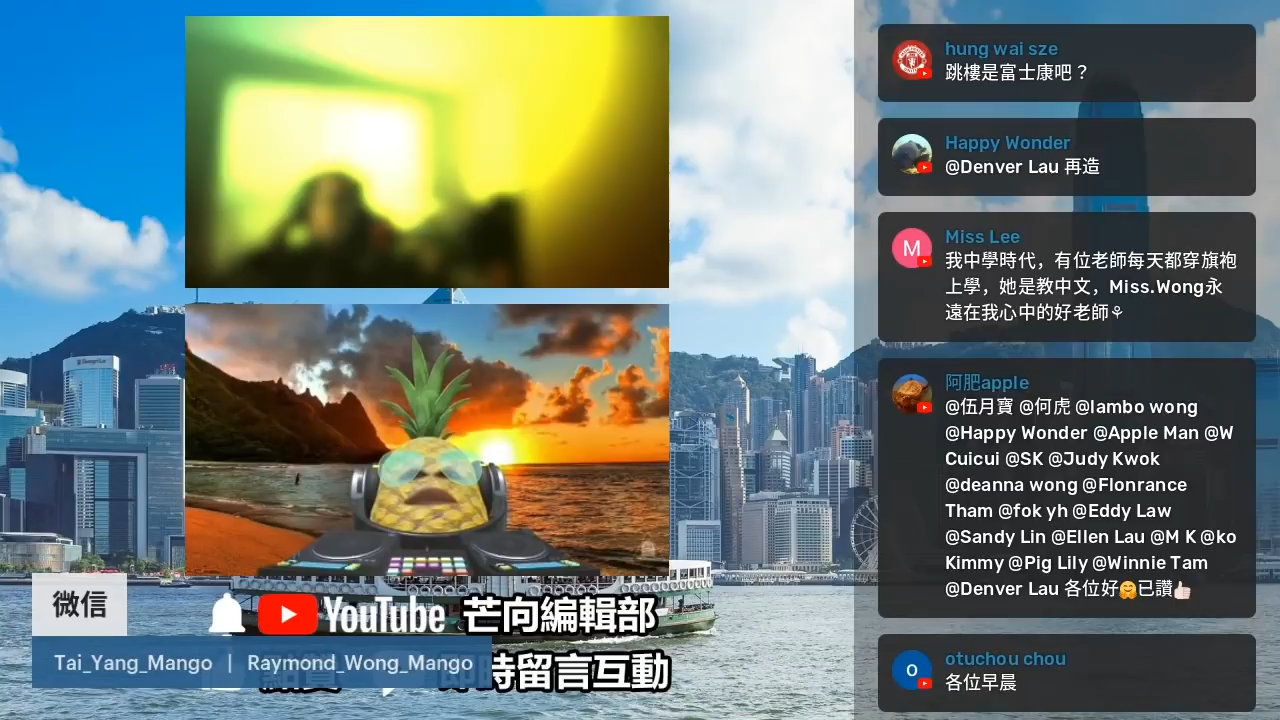 hung wai sze
跳樓是富士康吧？
Happy Wonder
@Denver Lau 再造
M
Miss Lee
我中學時代，有位老師每天都穿旗袍
上學，她是教中文，Miss.Wong永
遠在我心中的好老師⚘
阿肥apple
@伍月寶 @何虎 @lambo wong
@Happy Wonder @Apple Man @W
Cuicui @SK @Judy Kwok
@deanna wong @Flonrance
Tham @fok yh @Eddy Law
@Sandy Lin @Ellen Lau @M K @ko
Kimmy @Pig Lily @Winnie Tam
@Denver Lau 各位好🤗已讚👍🏻
o
otuchou chou
各位早晨
微信
YouTube 芒向編輯部
Tai_Yang_Mango | Raymond_Wong_Mango
即時留言互動